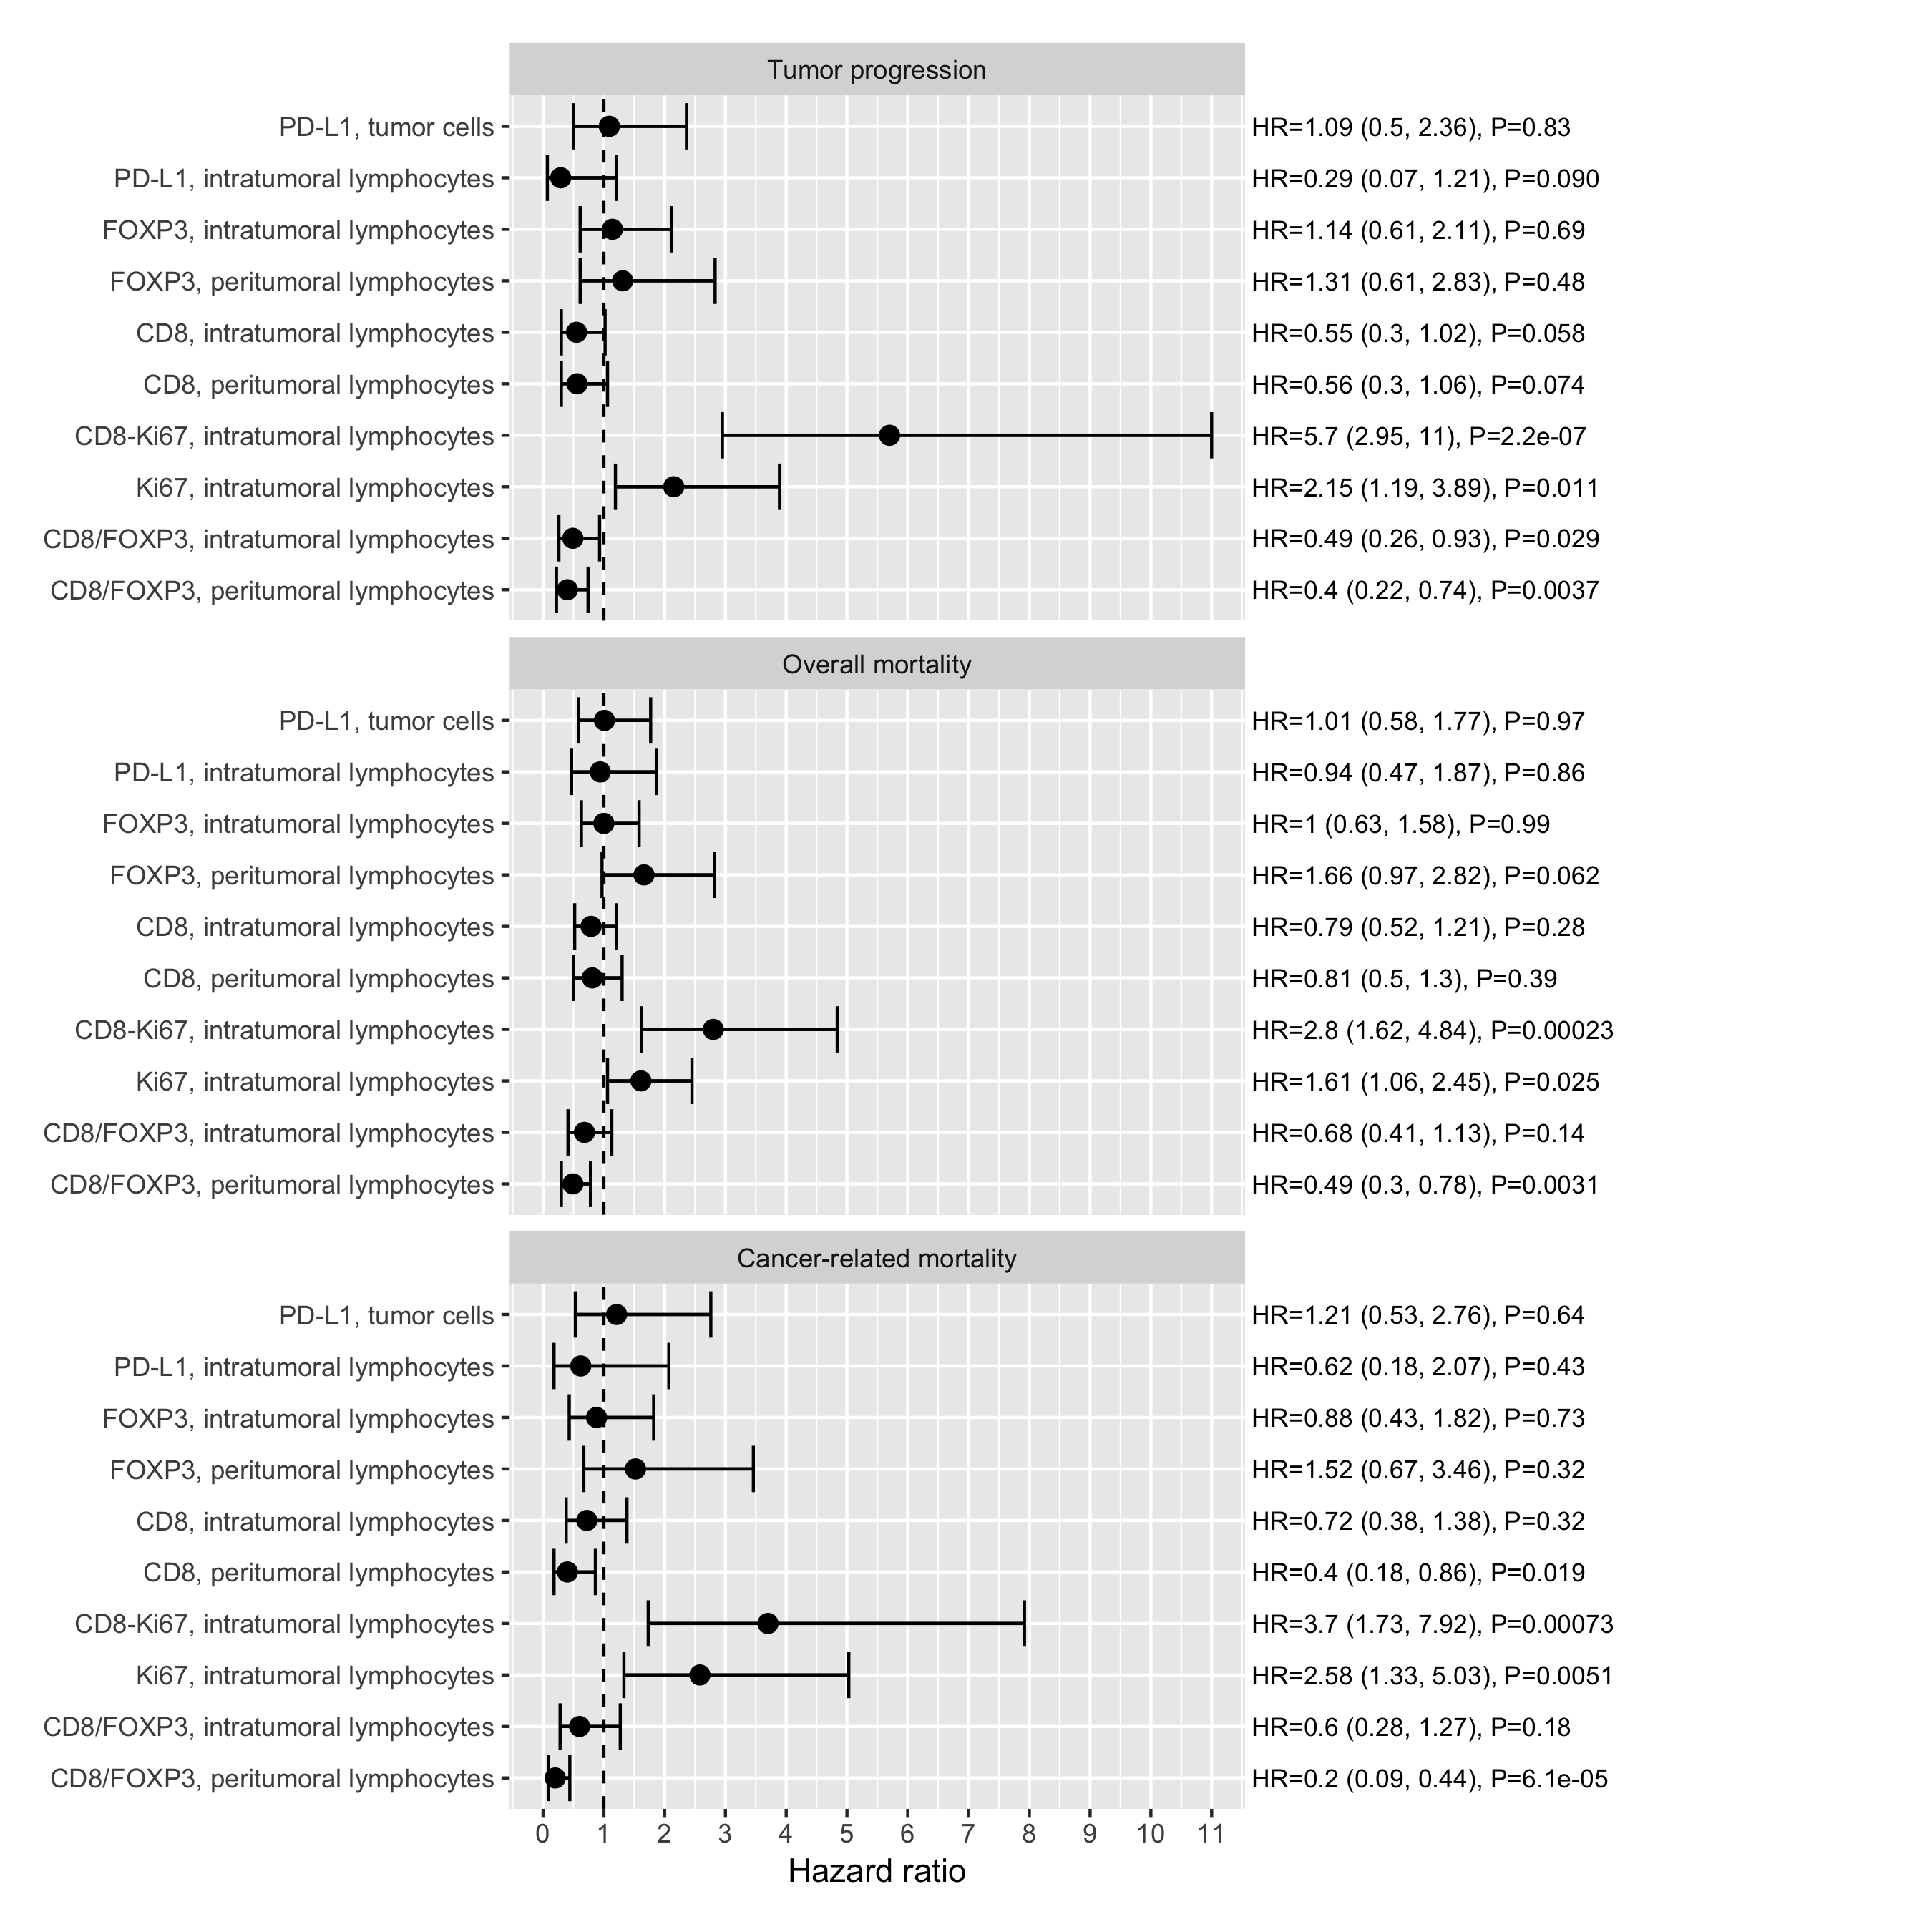 Tumor progression
PD-L1, tumor cells HR=1.09 (0.5, 2.36), P=0.83
PD-L1, intratumoral lymphocytes HR=0.29 (0.07, 1.21), P=0.090
FOXP3, intratumoral lymphocytes HR=1.14 (0.61, 2.11), P=0.69
FOXP3, peritumoral lymphocytes HR=1.31 (0.61, 2.83), P=0.48
CD8, intratumoral lymphocytes HR=0.55 (0.3, 1.02), P=0.058
CD8, peritumoral lymphocytes HR=0.56 (0.3, 1.06), P=0.074
CD8-Ki67, intratumoral lymphocytes HR=5.7 (2.95, 11), P=2.2e-07
Ki67, intratumoral lymphocytes HR=2.15 (1.19, 3.89), P=0.011
CD8/FOXP3, intratumoral lymphocytes HR=0.49 (0.26, 0.93), P=0.029
CD8/FOXP3, peritumoral lymphocytes HR=0.4 (0.22, 0.74), P=0.0037
Overall mortality
PD-L1, tumor cells HR=1.01 (0.58, 1.77), P=0.97
PD-L1, intratumoral lymphocytes HR=0.94 (0.47, 1.87), P=0.86
FOXP3, intratumoral lymphocytes HR=1 (0.63, 1.58), P=0.99
FOXP3, peritumoral lymphocytes HR=1.66 (0.97, 2.82), P=0.062
CD8, intratumoral lymphocytes HR=0.79 (0.52, 1.21), P=0.28
CD8, peritumoral lymphocytes HR=0.81 (0.5, 1.3), P=0.39
CD8-Ki67, intratumoral lymphocytes HR=2.8 (1.62, 4.84), P=0.00023
Ki67, intratumoral lymphocytes HR=1.61 (1.06, 2.45), P=0.025
CD8/FOXP3, intratumoral lymphocytes HR=0.68 (0.41, 1.13), P=0.14
CD8/FOXP3, peritumoral lymphocytes HR=0.49 (0.3, 0.78), P=0.0031
Cancer-related mortality
PD-L1, tumor cells HR=1.21 (0.53, 2.76), P=0.64
PD-L1, intratumoral lymphocytes HR=0.62 (0.18, 2.07), P=0.43
FOXP3, intratumoral lymphocytes HR=0.88 (0.43, 1.82), P=0.73
FOXP3, peritumoral lymphocytes HR=1.52 (0.67, 3.46), P=0.32
CD8, intratumoral lymphocytes HR=0.72 (0.38, 1.38), P=0.32
CD8, peritumoral lymphocytes HR=0.4 (0.18, 0.86), P=0.019
CD8-Ki67, intratumoral lymphocytes HR=3.7 (1.73, 7.92), P=0.00073
Ki67, intratumoral lymphocytes HR=2.58 (1.33, 5.03), P=0.0051
CD8/FOXP3, intratumoral lymphocytes HR=0.6 (0.28, 1.27), P=0.18
CD8/FOXP3, peritumoral lymphocytes HR=0.2 (0.09, 0.44), P=6.1e-05
0 1 2 3 4 5 6 7 8 9 10 11
Hazard ratio